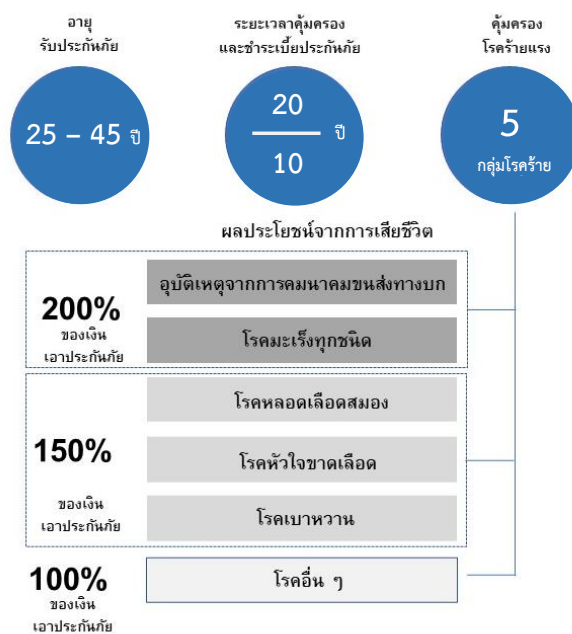 อายุ
รับประกันภัย
25 – 45 ปี
ระยะเวลาคุ้มครอง
และชำระเบี้ยประกันภัย
20
10
ปี
คุ้มครอง
โรคร้ายแรง
5
กลุ่มโรคร้าย
ผลประโยชน์จากการเสียชีวิต
200%
ของเงิน
เอาประกันภัย
อุบัติเหตุจากการคมนาคมขนส่งทางบก
โรคมะเร็งทุกชนิด
150%
ของเงิน
เอาประกันภัย
โรคหลอดเลือดสมอง
โรคหัวใจขาดเลือด
โรคเบาหวาน
100%
ของเงิน
เอาประกันภัย
โรคอื่น ๆ